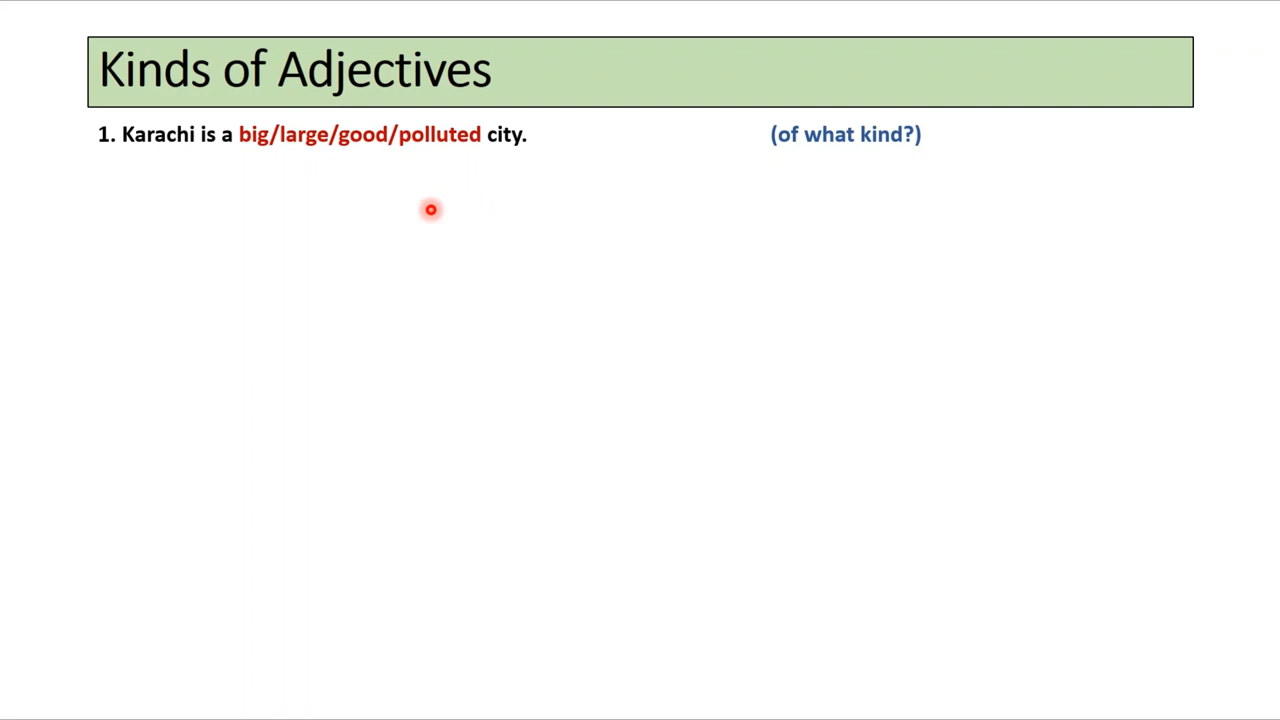 Kinds of Adjectives
1. Karachi is a big/large/good/polluted city. (of what kind?)